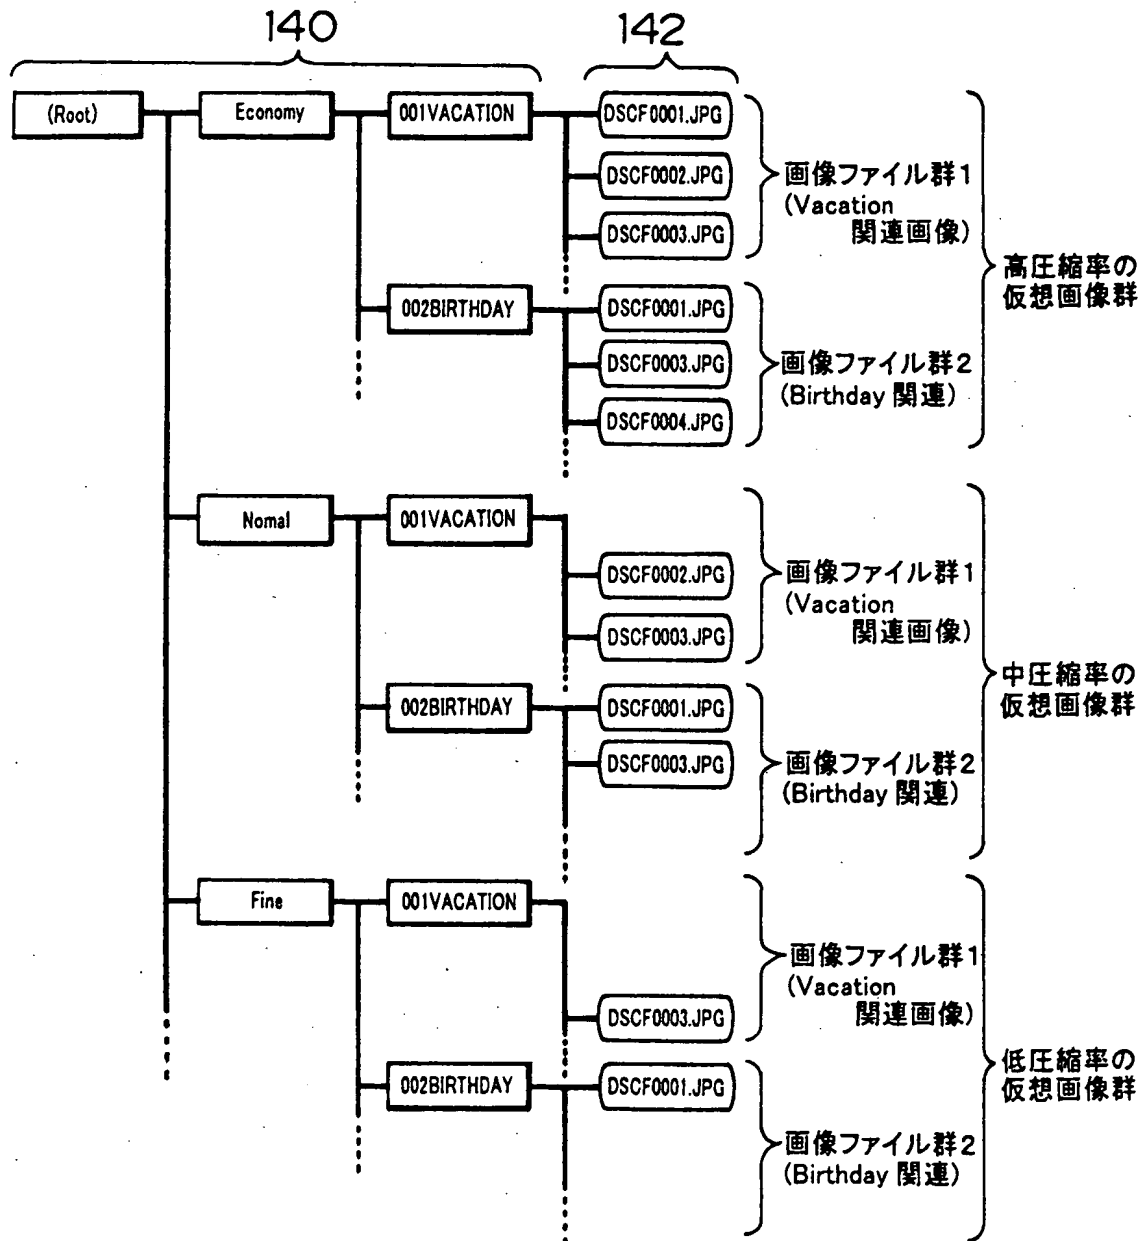 140
142
(Root)
Economy
001VACATION
DSCF0001.JPG
DSCF0002.JPG
DSCF0003.JPG
画像ファイル群1
(Vacation
関連画像)
002BIRTHDAY
DSCF0001.JPG
DSCF0003.JPG
DSCF0004.JPG
画像ファイル群2
(Birthday 関連)
高圧縮率の
仮想画像群
Nomal
001VACATION
DSCF0002.JPG
DSCF0003.JPG
画像ファイル群1
(Vacation
関連画像)
002BIRTHDAY
DSCF0001.JPG
DSCF0003.JPG
画像ファイル群2
(Birthday 関連)
中圧縮率の
仮想画像群
Fine
001VACATION
DSCF0003.JPG
画像ファイル群1
(Vacation
関連画像)
002BIRTHDAY
DSCF0001.JPG
画像ファイル群2
(Birthday 関連)
低圧縮率の
仮想画像群